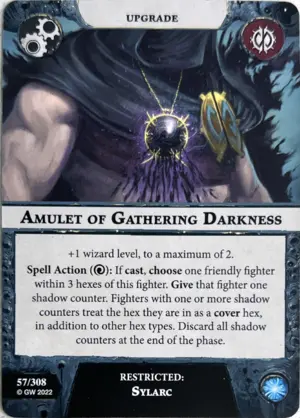 UPGRADE
AMULET OF GATHERING DARKNESS
+1 wizard level, to a maximum of 2.
Spell Action (): If cast, choose one friendly fighter
within 3 hexes of this fighter. Give that fighter one
shadow counter. Fighters with one or more shadow
counters treat the hex they are in as a cover hex,
in addition to other hex types. Discard all shadow
counters at the end of the phase.
57/308
© GW 2022
RESTRICTED:
SYLARC